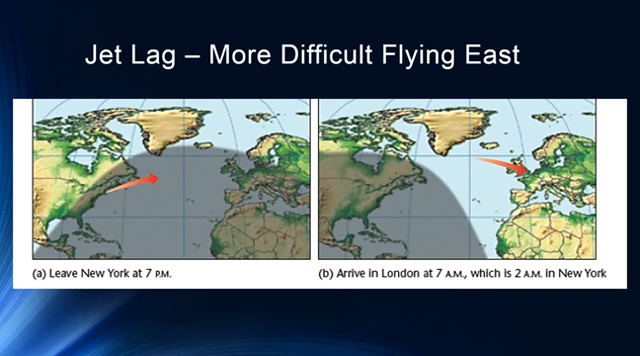 Jet Lag – More Difficult Flying East
(a) Leave New York at 7 P.M.
(b) Arrive in London at 7 A.M., which is 2 A.M. in New York